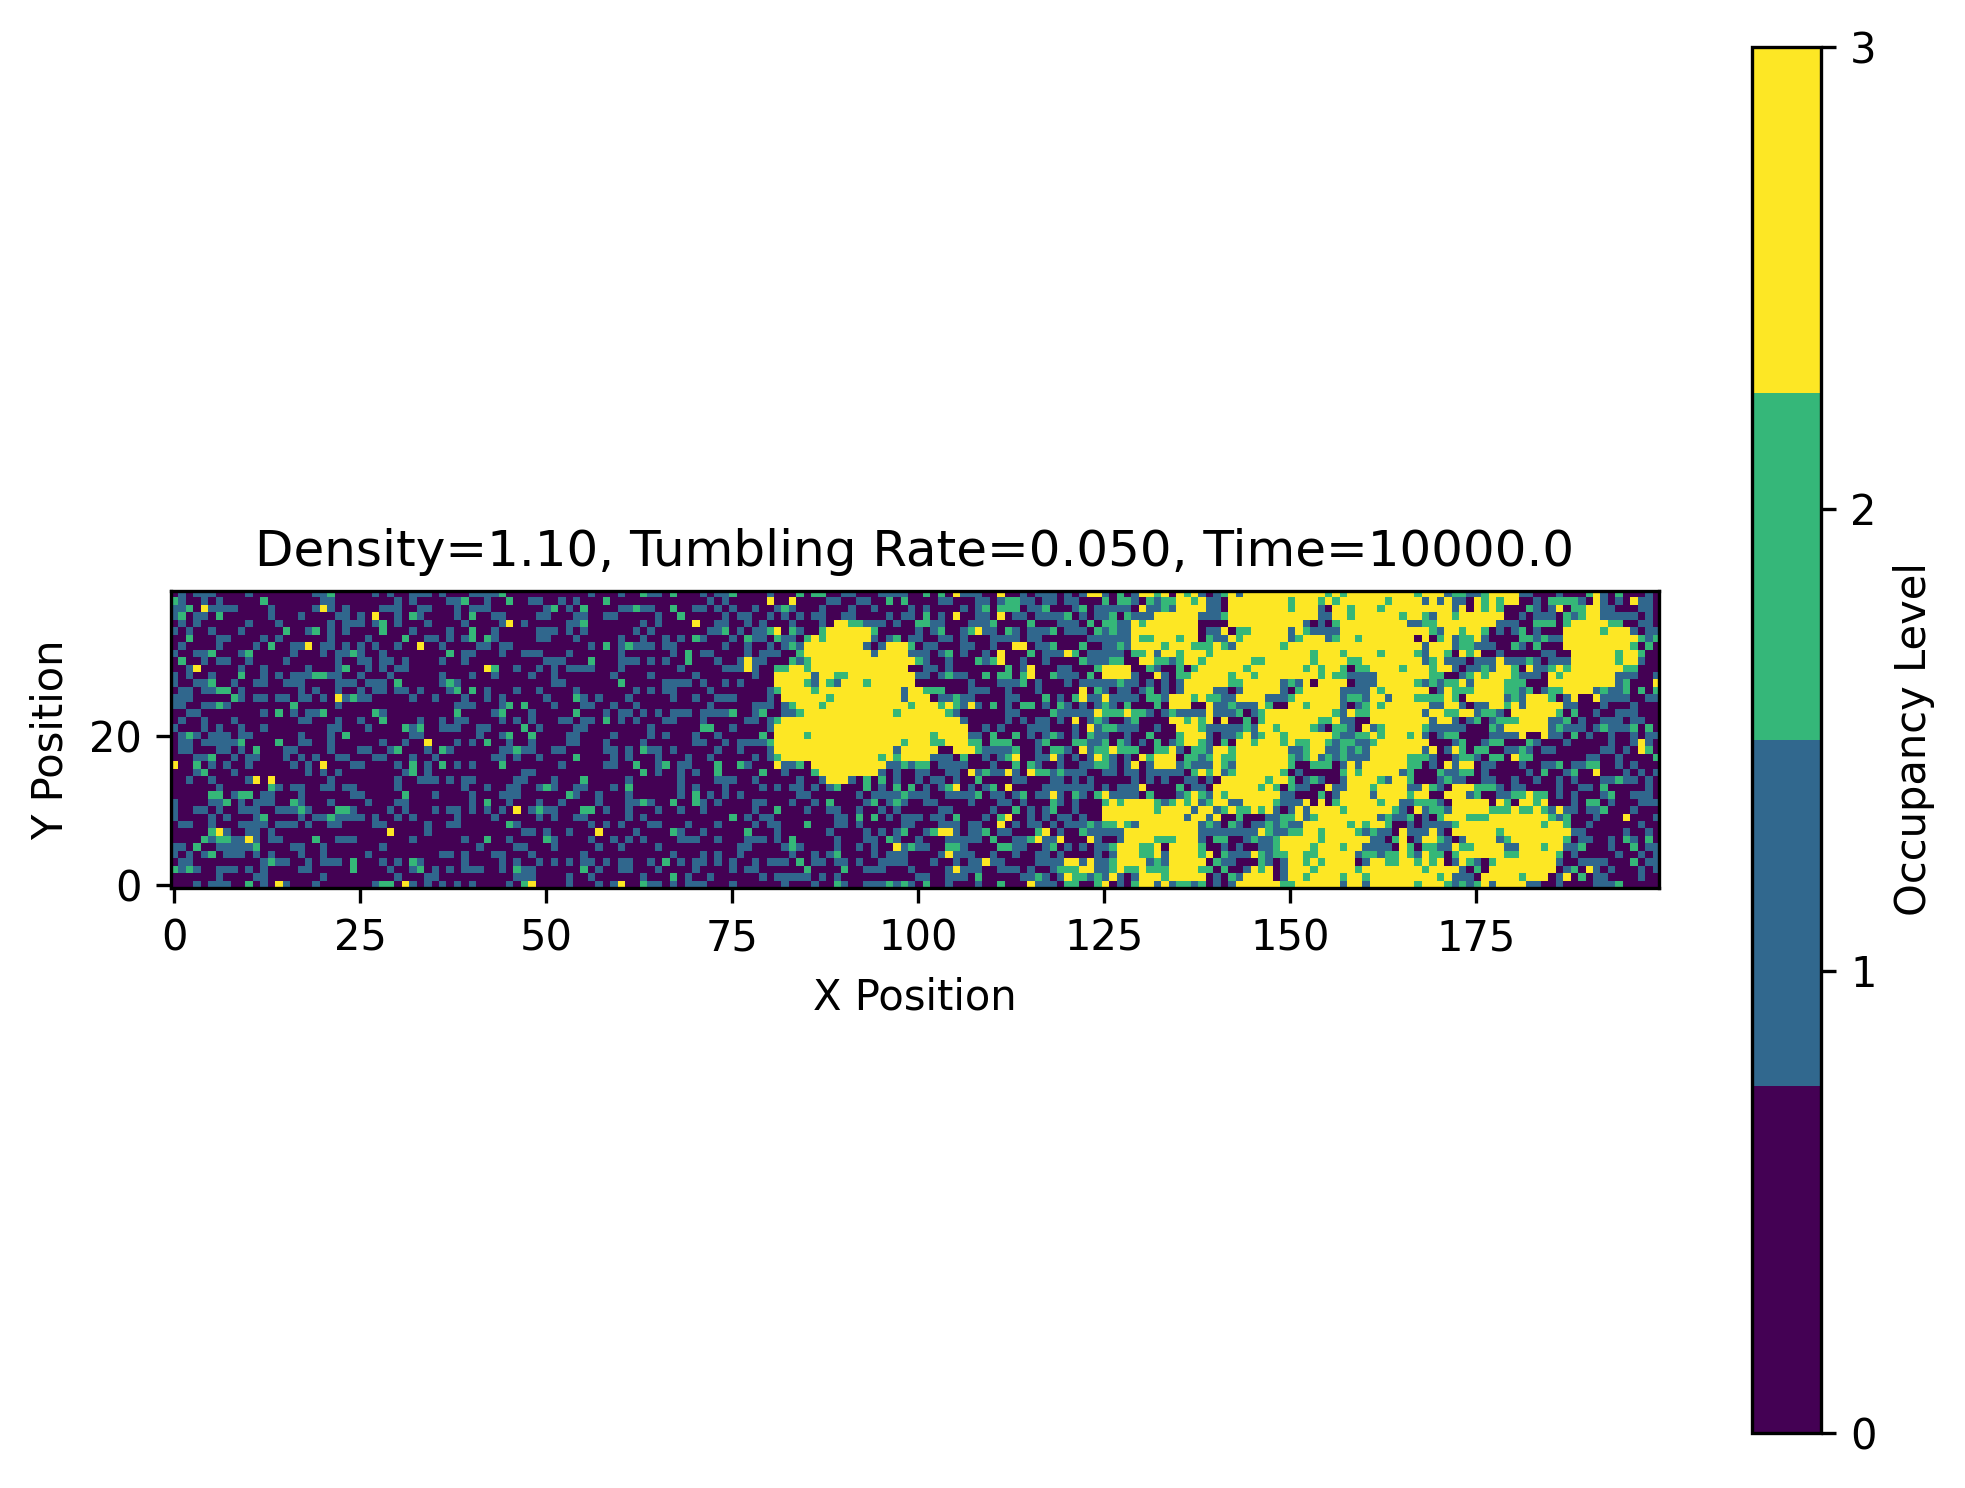 Density=1.10, Tumbling Rate=0.050, Time=10000.0
Y Position
20
0
0 25 50 75 100 125 150 175
X Position
3
2
1
0
Occupancy Level